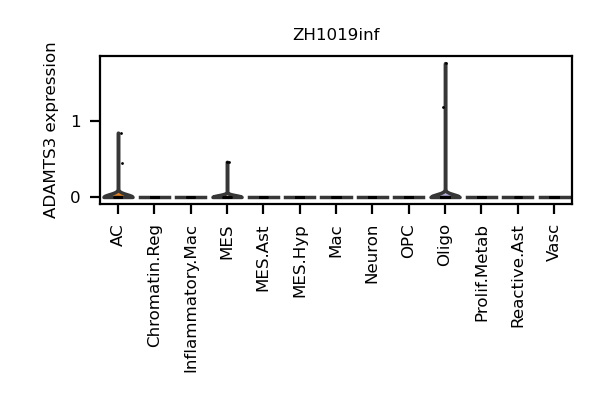 ZH1019inf
ADAMTS3 expression
1
0
AC
Chromatin.Reg
Inflammatory.Mac
MES
MES.Ast
MES.Hyp
Mac
Neuron
OPC
Oligo
Prolif.Metab
Reactive.Ast
Vasc